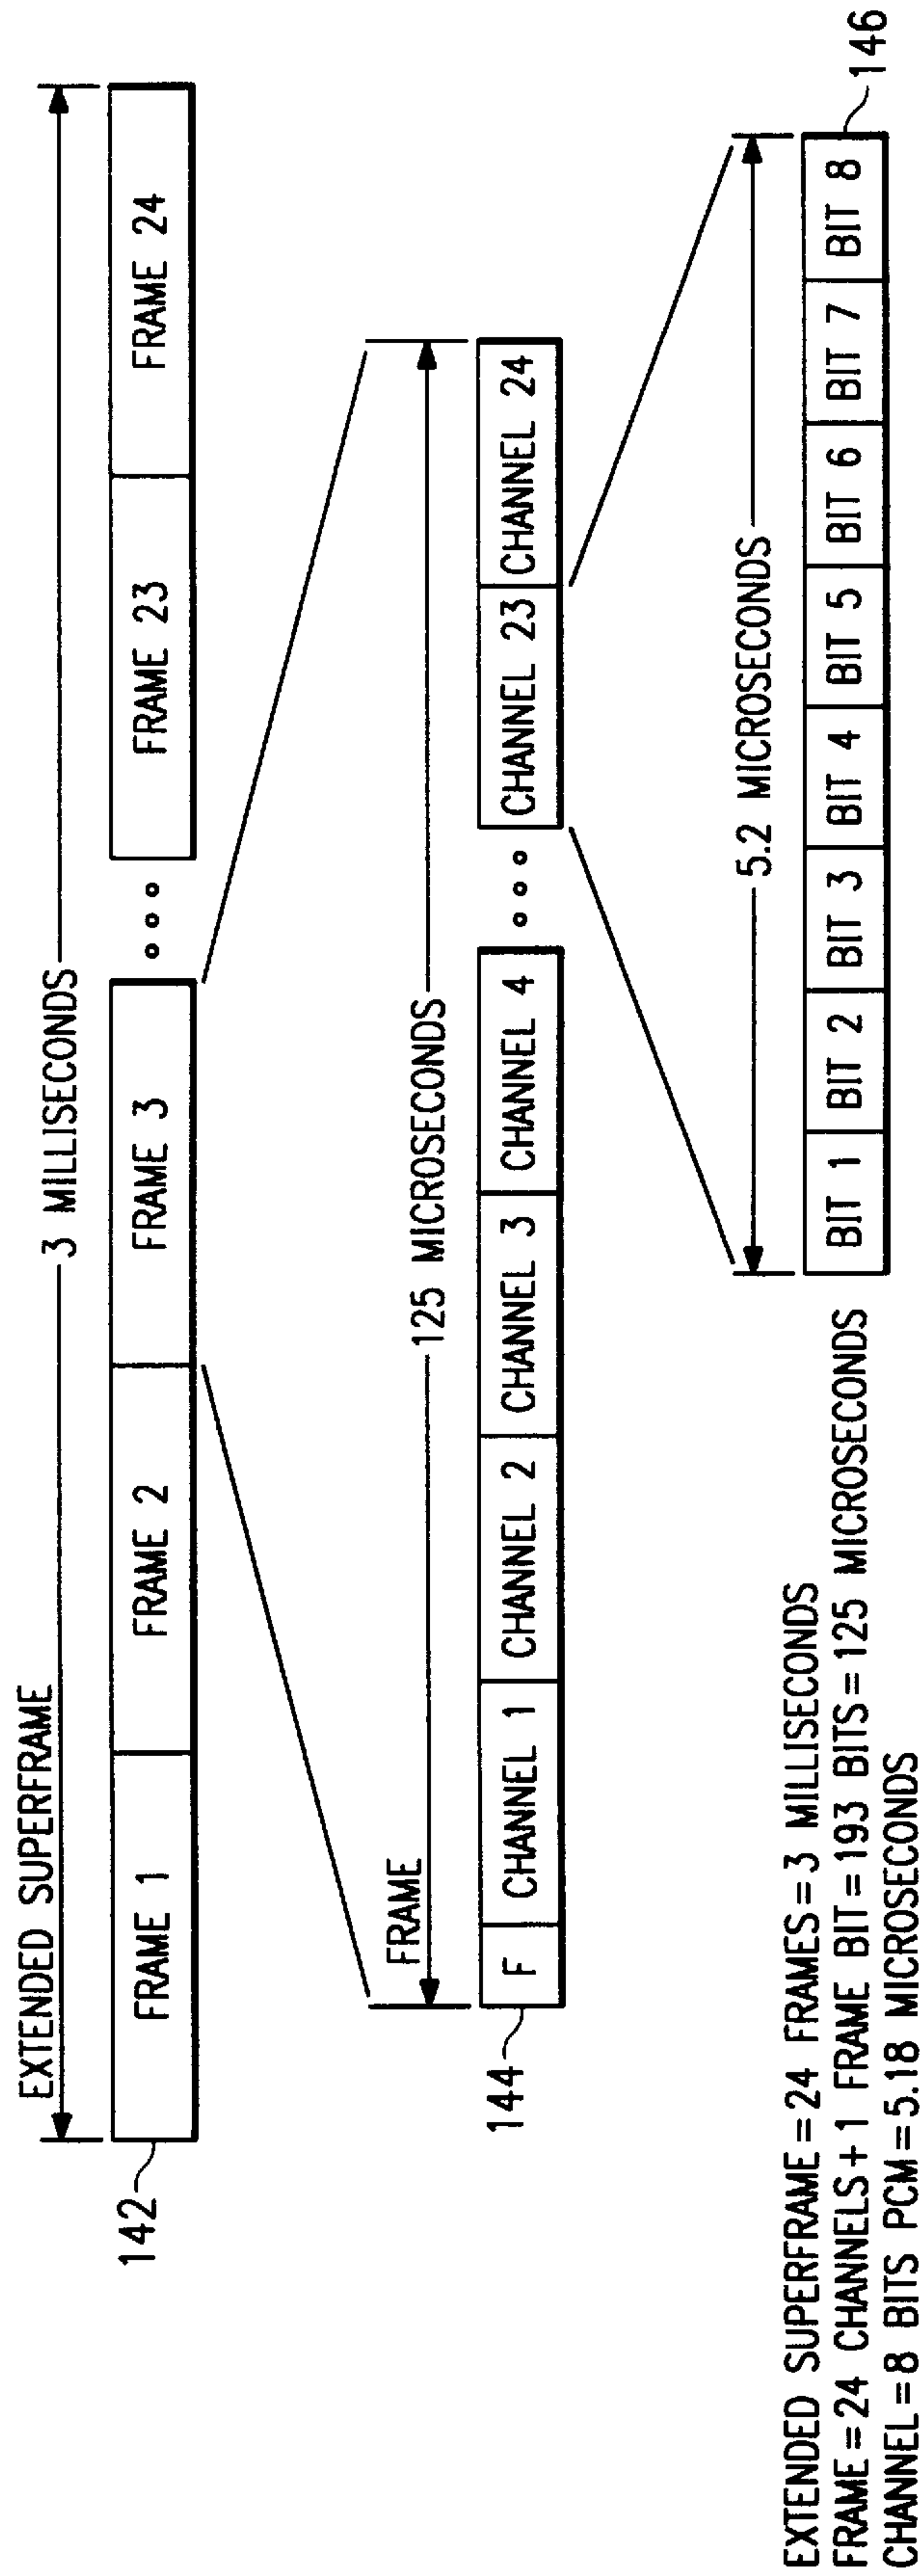 EXTENDED SUPERFRAME
3 MILLISECONDS
142
FRAME 1 FRAME 2 FRAME 3 FRAME 23 FRAME 24
FRAME
125 MICROSECONDS
144
F CHANNEL 1 CHANNEL 2 CHANNEL 3 CHANNEL 4 CHANNEL 23 CHANNEL 24
5.2 MICROSECONDS
BIT 1 BIT 2 BIT 3 BIT 4 BIT 5 BIT 6 BIT 7 BIT 8
146
EXTENDED SUPERFRAME=24 FRAMES=3 MILLISECONDS
FRAME=24 CHANNELS+1 FRAME BIT=193 BITS=125 MICROSECONDS
CHANNEL=8 BITS PCM=5.18 MICROSECONDS